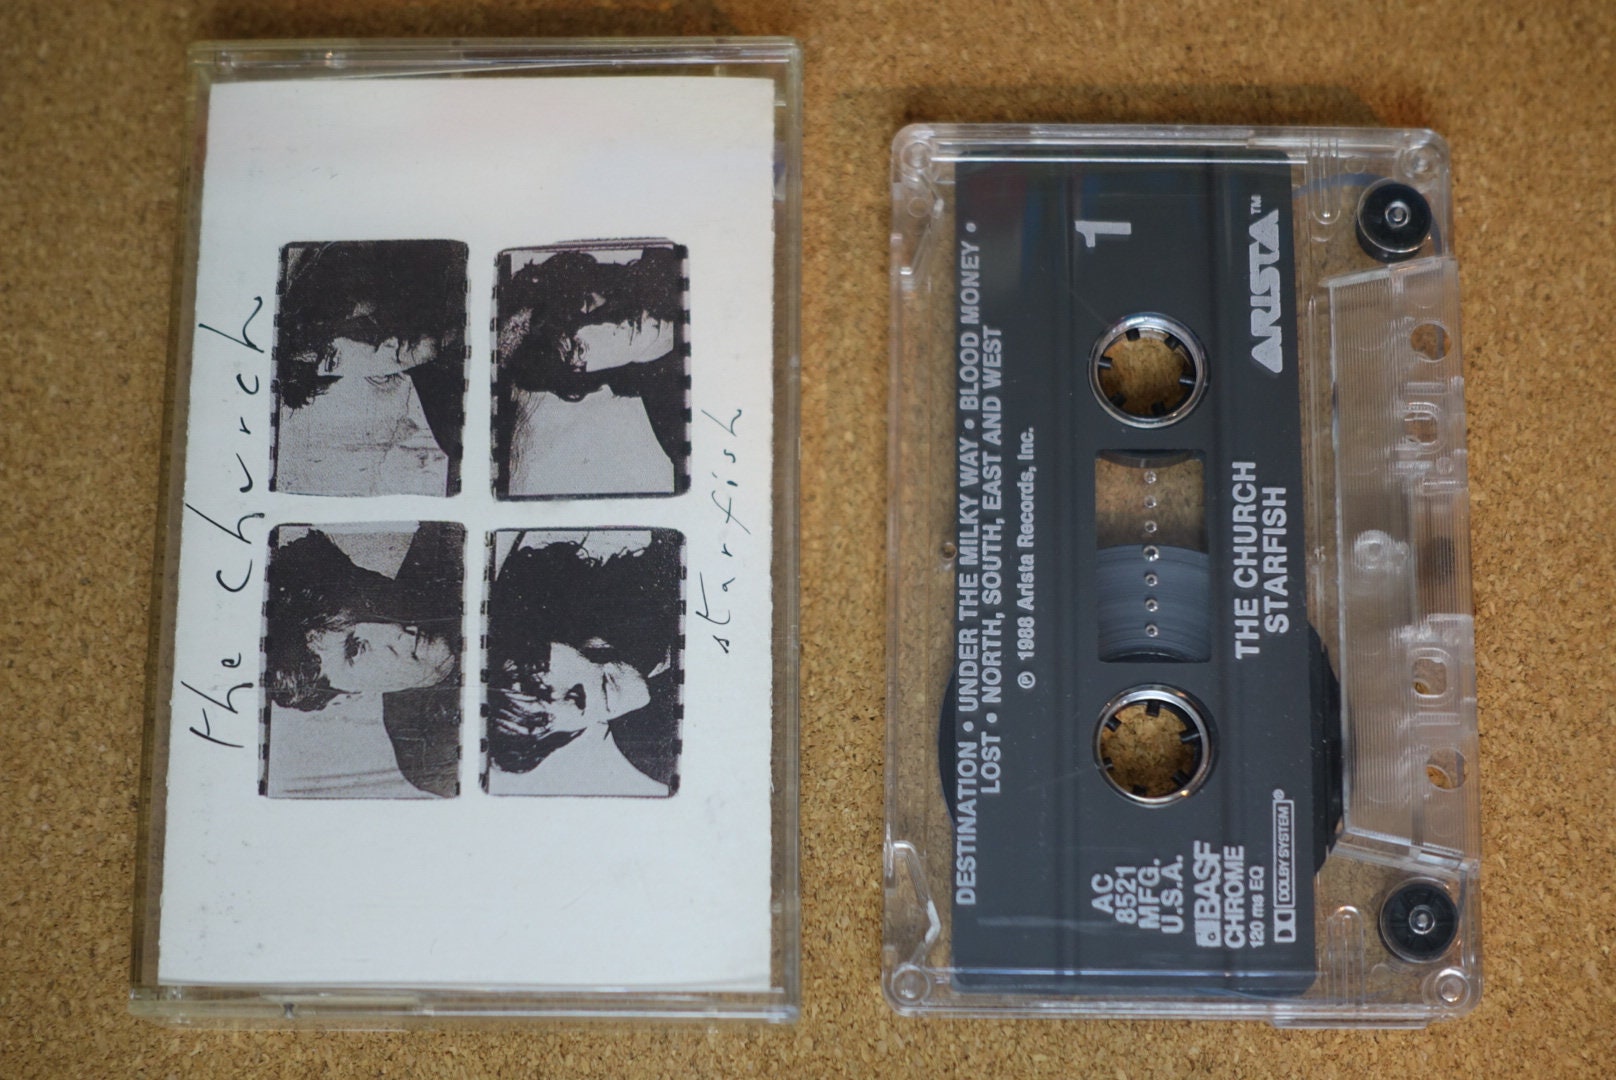 the church
starfish
DESTINATION • UNDER THE MILKY WAY • BLOOD MONEY •
LOST • NORTH, SOUTH, EAST AND WEST
℗ 1988 Arista Records, Inc.
1
ARISTA™
THE CHURCH
STARFISH
AC
8521
MFG.
U.S.A.
BASF
CHROME
120 ms EQ
DOLBY SYSTEM®